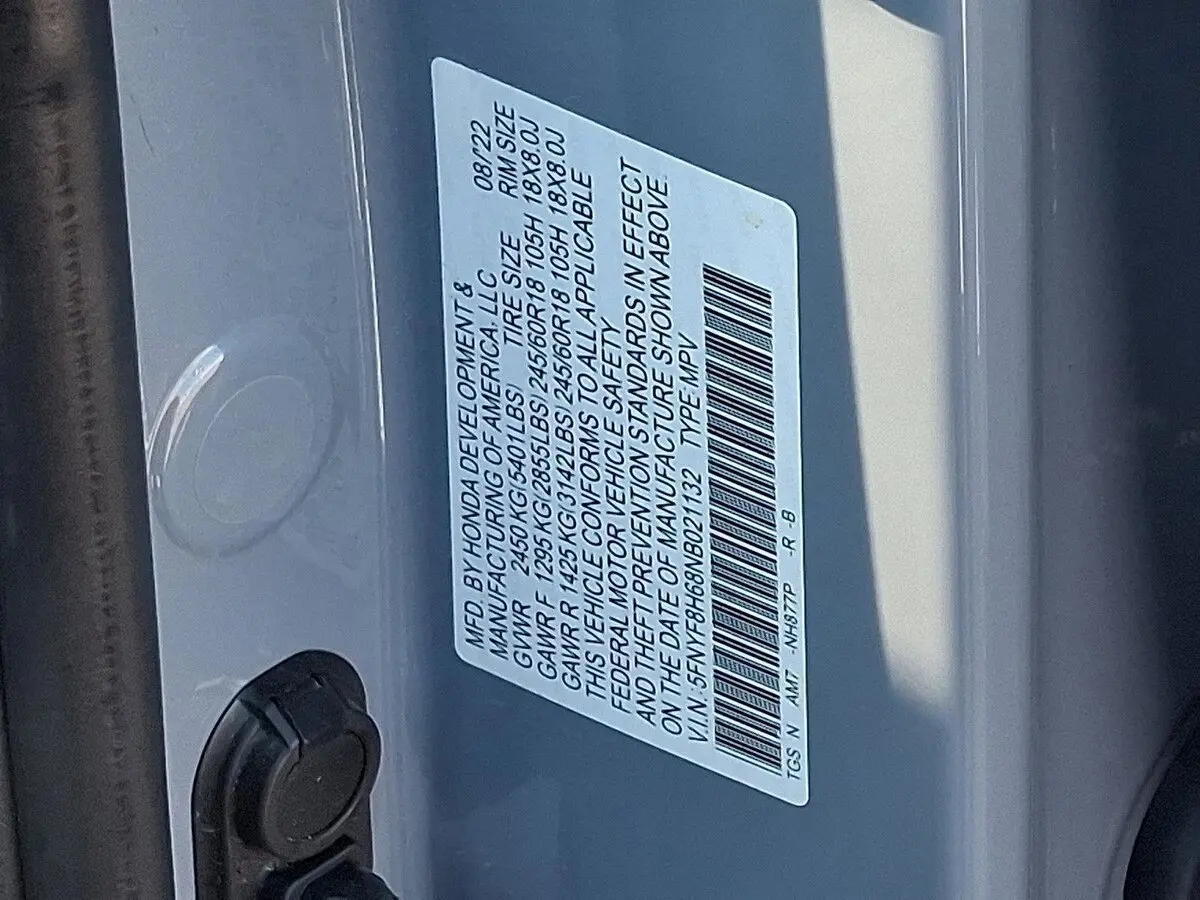 MFD. BY HONDA DEVELOPMENT &
MANUFACTURING OF AMERICA, LLC 08/22
GVWR 2450 KG(5401LBS) TIRE SIZE RIM SIZE
GAWR F 1295 KG(2855LBS) 245/60R18 105H 18X8.0J
GAWR R 1425 KG(3142LBS) 245/60R18 105H 18X8.0J
THIS VEHICLE CONFORMS TO ALL APPLICABLE
FEDERAL MOTOR VEHICLE SAFETY
AND THEFT PREVENTION STANDARDS IN EFFECT
ON THE DATE OF MANUFACTURE SHOWN ABOVE.
V.I.N.:5FNYF8H68NB021132 TYPE:MPV
TGS N AM7 -NH877P -R -B